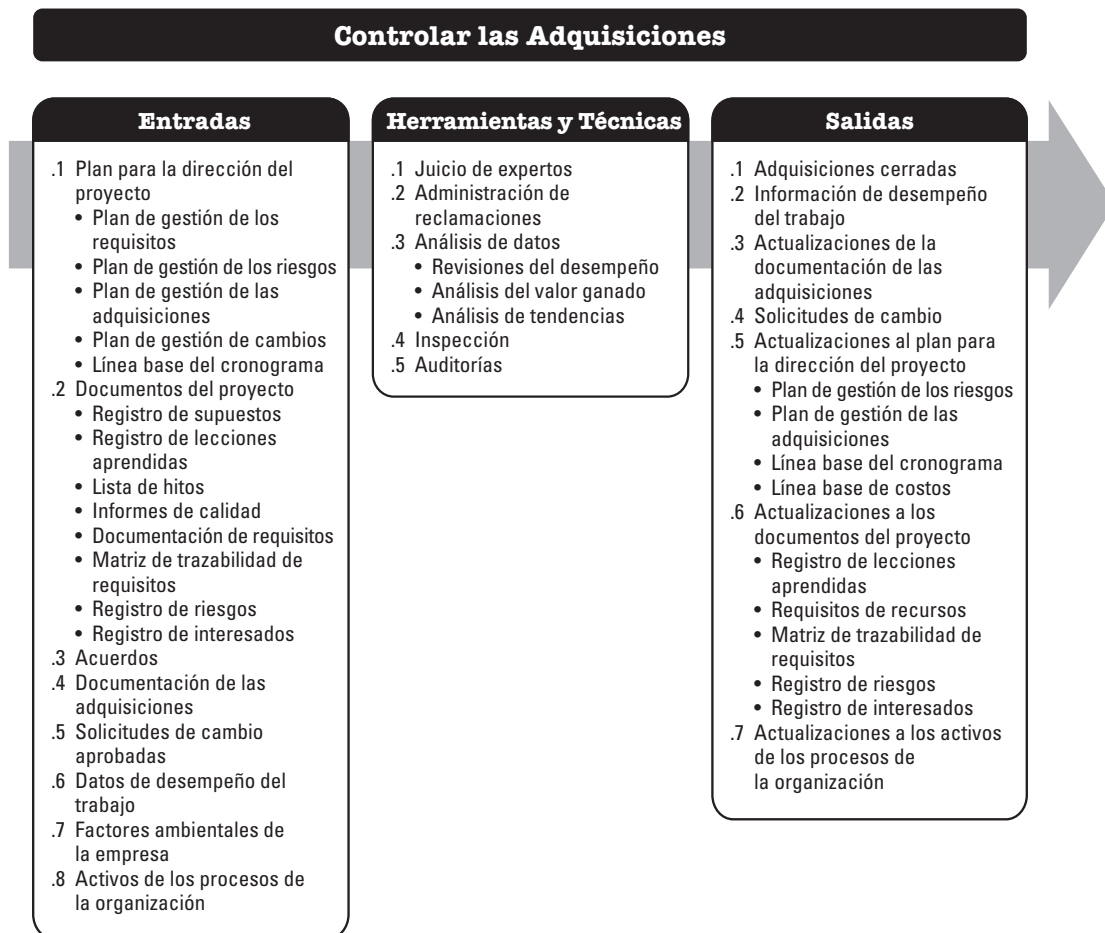 Controlar las Adquisiciones
Entradas
.1 Plan para la dirección del
proyecto
• Plan de gestión de los
requisitos
• Plan de gestión de los riesgos
• Plan de gestión de las
adquisiciones
• Plan de gestión de cambios
• Línea base del cronograma
.2 Documentos del proyecto
• Registro de supuestos
• Registro de lecciones
aprendidas
• Lista de hitos
• Informes de calidad
• Documentación de requisitos
• Matriz de trazabilidad de
requisitos
• Registro de riesgos
• Registro de interesados
.3 Acuerdos
.4 Documentación de las
adquisiciones
.5 Solicitudes de cambio
aprobadas
.6 Datos de desempeño del
trabajo
.7 Factores ambientales de
la empresa
.8 Activos de los procesos de
la organización
Herramientas y Técnicas
.1 Juicio de expertos
.2 Administración de
reclamaciones
.3 Análisis de datos
• Revisiones del desempeño
• Análisis del valor ganado
• Análisis de tendencias
.4 Inspección
.5 Auditorías
Salidas
.1 Adquisiciones cerradas
.2 Información de desempeño
del trabajo
.3 Actualizaciones de la
documentación de las
adquisiciones
.4 Solicitudes de cambio
.5 Actualizaciones al plan para
la dirección del proyecto
• Plan de gestión de los riesgos
• Plan de gestión de las
adquisiciones
• Línea base del cronograma
• Línea base de costos
.6 Actualizaciones a los
documentos del proyecto
• Registro de lecciones
aprendidas
• Requisitos de recursos
• Matriz de trazabilidad de
requisitos
• Registro de riesgos
• Registro de interesados
.7 Actualizaciones a los activos
de los procesos de
la organización